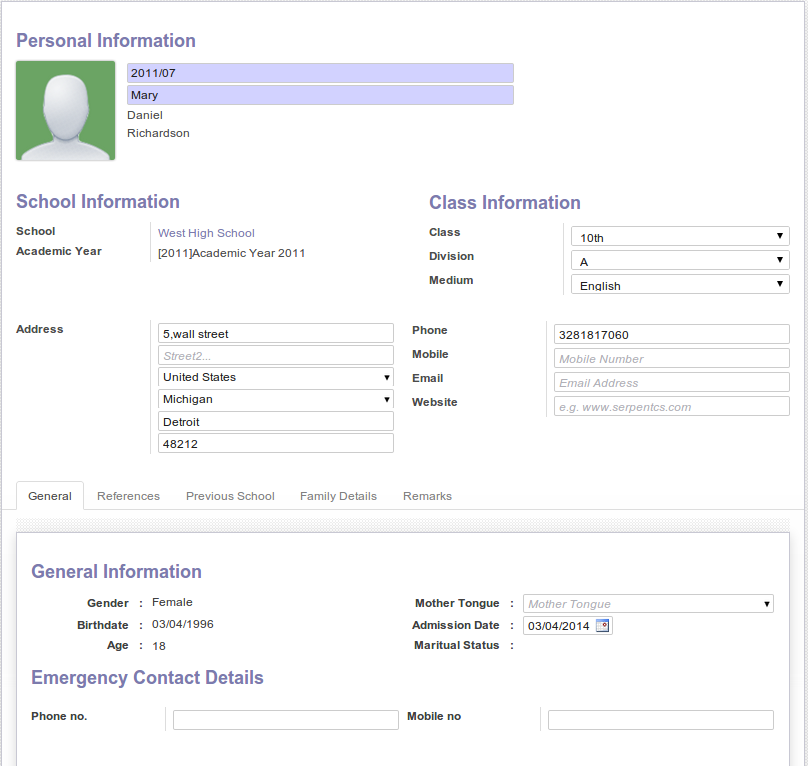 Personal Information
2011/07
Mary
Daniel
Richardson
School Information
School West High School
Academic Year [2011]Academic Year 2011
Class Information
Class 10th
Division A
Medium English
Address 5,wall street
Street2...
United States
Michigan
Detroit
48212
Phone 3281817060
Mobile Mobile Number
Email Email Address
Website e.g. www.serpentcs.com
General References Previous School Family Details Remarks
General Information
Gender : Female
Birthdate : 03/04/1996
Age : 18
Mother Tongue : Mother Tongue
Admission Date : 03/04/2014
Maritual Status :
Emergency Contact Details
Phone no. Mobile no